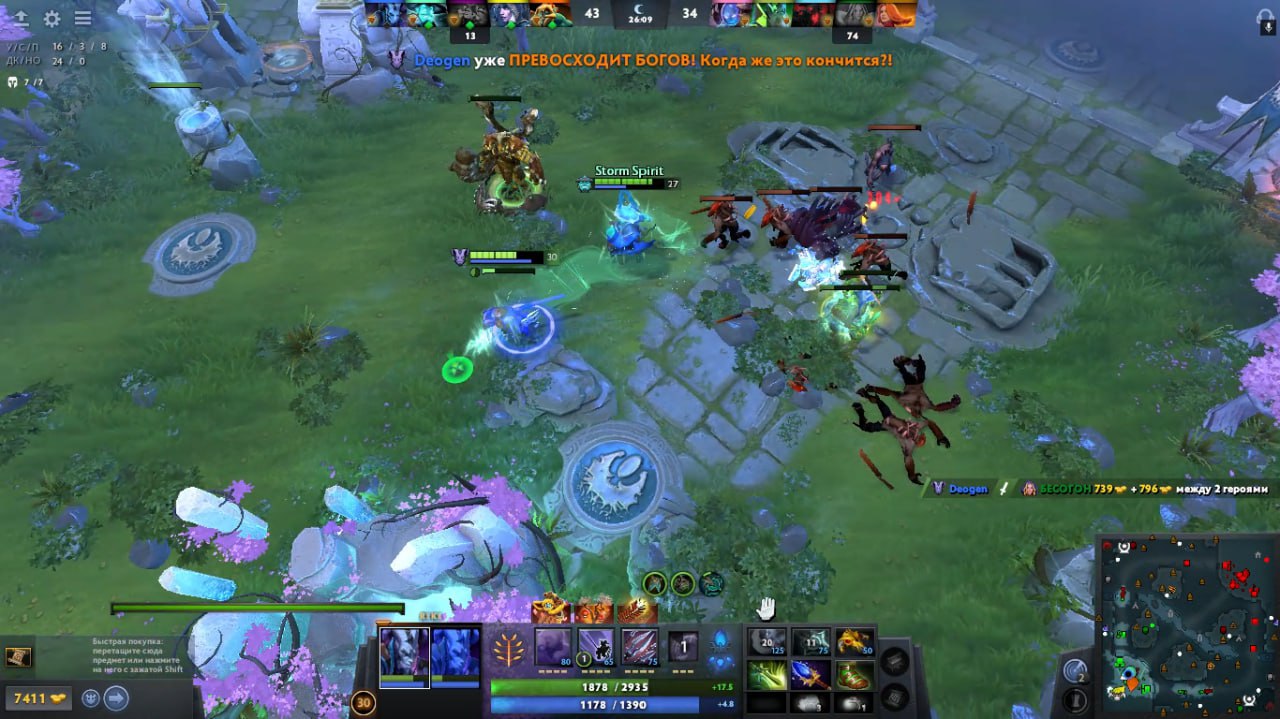 43
26:09
34
13
74
У/С/П 16 / 3 / 8
ДК/НО 24 / 0
7 /7
Deogen уже ПРЕВОСХОДИТ БОГОВ! Когда же это кончится?!
Storm Spirit
27
30
Deogen БЕСОГОН 739 + 796 между 2 героями
Быстрая покупка:
перетащите сюда
предмет или нажмите
на него с зажатой Shift
7411
30
80
1
65
75
1
20
125
75
50
1878 / 2935
+17.5
1178 / 1390
+4.8
1
2